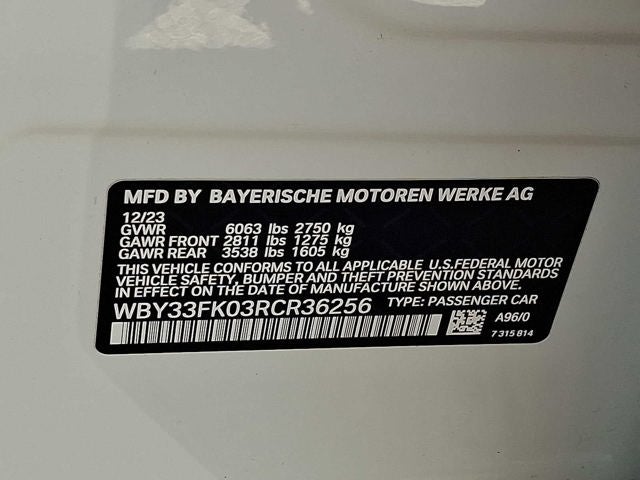 MFD BY BAYERISCHE MOTOREN WERKE AG
12/23
GVWR 6063 lbs 2750 kg
GAWR FRONT 2811 lbs 1275 kg
GAWR REAR 3538 lbs 1605 kg
THIS VEHICLE CONFORMS TO ALL APPLICABLE U.S.FEDERAL MOTOR
VEHICLE SAFETY, BUMPER AND THEFT PREVENTION STANDARDS
IN EFFECT ON THE DATE OF MANUFACTURE SHOWN ABOVE.
WBY33FK03RCR36256 TYPE: PASSENGER CAR
A96/0
7 315 814